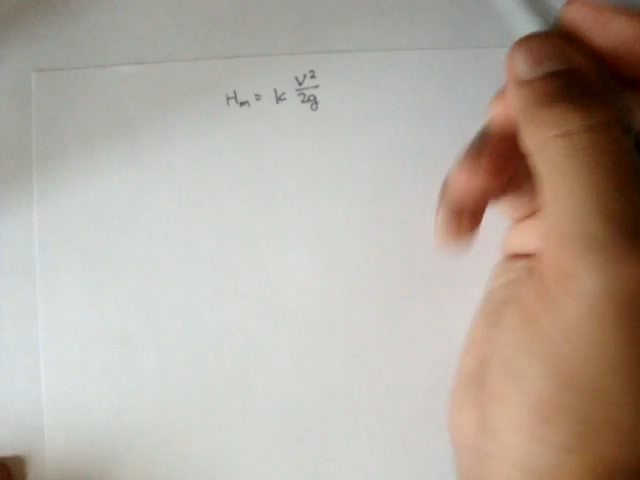 Hm = k V²/2g